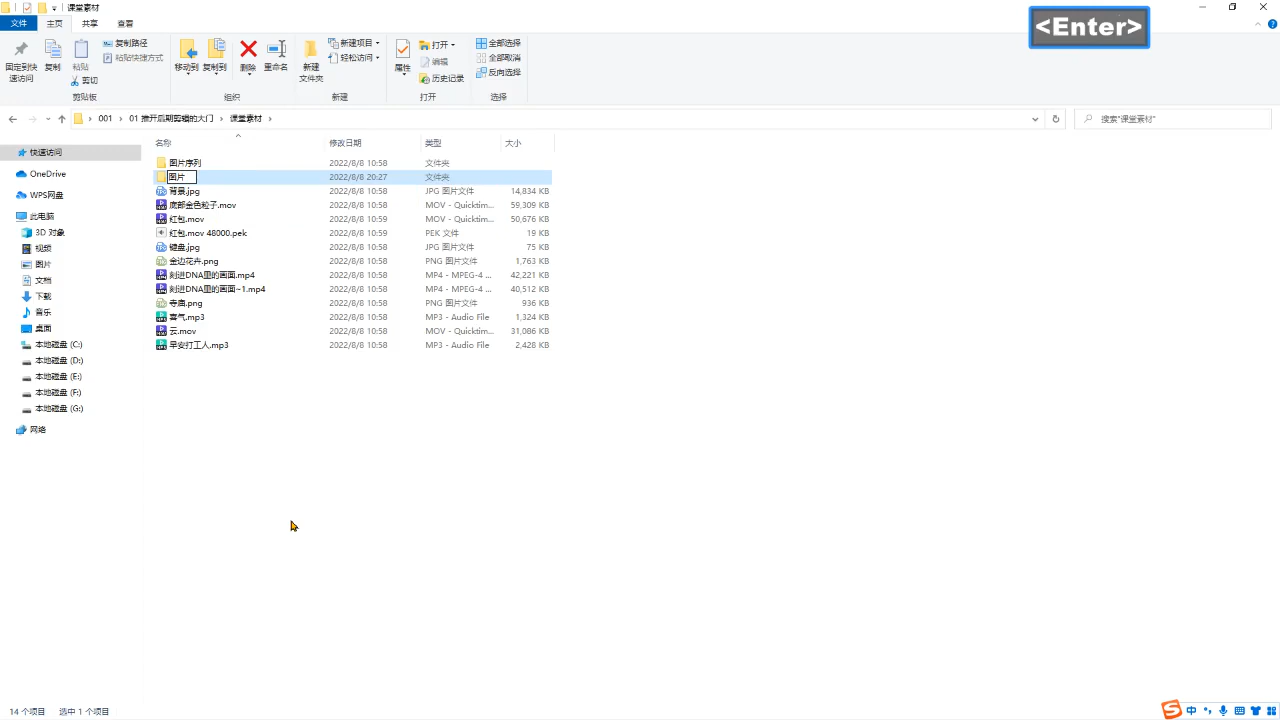 课堂素材
<Enter>
文件 主页 共享 查看
固定到快速访问 复制 粘贴 复制路径 粘贴快捷方式 剪切
移动到 复制到 删除 重命名
新建文件夹 新建项目 轻松访问
属性 打开 编辑 历史记录
全部选择 全部取消 反向选择
剪贴板 组织 新建 打开 选择
001 › 01 推开后期剪辑的大门 › 课堂素材 ›
搜索"课堂素材"
名称 修改日期 类型 大小
快速访问
OneDrive
WPS网盘
此电脑
3D 对象
视频
图片
文档
下载
音乐
桌面
本地磁盘 (C:)
本地磁盘 (D:)
本地磁盘 (E:)
本地磁盘 (F:)
本地磁盘 (G:)
网络
图片序列 2022/8/8 10:58 文件夹
图片 2022/8/8 20:27 文件夹
背景.jpg 2022/8/8 10:58 JPG 图片文件 14,834 KB
底部金色粒子.mov 2022/8/8 10:58 MOV - Quicktim... 59,309 KB
红包.mov 2022/8/8 10:59 MOV - Quicktim... 50,676 KB
红包.mov 48000.pek 2022/8/8 10:59 PEK 文件 19 KB
键盘.jpg 2022/8/8 10:58 JPG 图片文件 75 KB
金边花卉.png 2022/8/8 10:58 PNG 图片文件 1,763 KB
刻进DNA里的画面.mp4 2022/8/8 10:58 MP4 - MPEG-4 ... 42,221 KB
刻进DNA里的画面~1.mp4 2022/8/8 10:58 MP4 - MPEG-4 ... 40,512 KB
寺庙.png 2022/8/8 10:58 PNG 图片文件 936 KB
喜气.mp3 2022/8/8 10:58 MP3 - Audio File 1,324 KB
云.mov 2022/8/8 10:58 MOV - Quicktim... 31,086 KB
早安打工人.mp3 2022/8/8 10:58 MP3 - Audio File 2,428 KB
14 个项目 选中 1 个项目
中